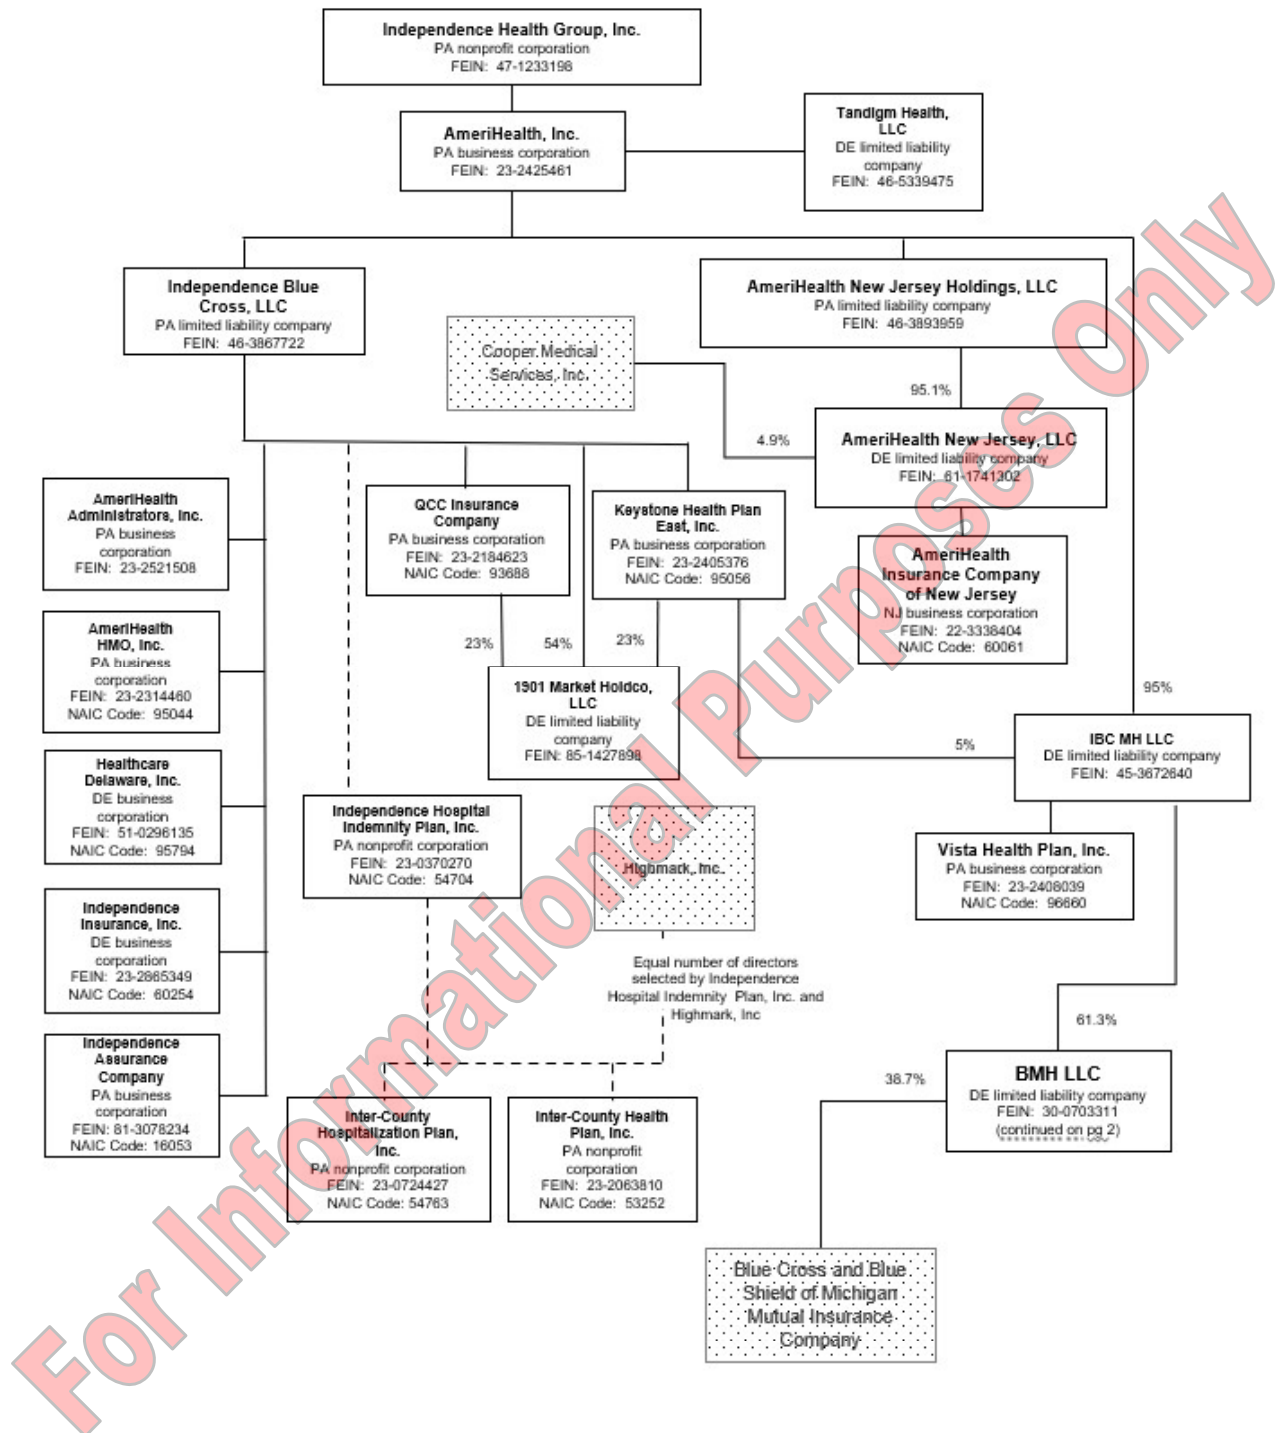 Independence Health Group, Inc.
PA nonprofit corporation
FEIN: 47-1233198
AmeriHealth, Inc.
PA business corporation
FEIN: 23-2425461
Tandigm Health,
LLC
DE limited liability
company
FEIN: 46-5339475
Independence Blue
Cross, LLC
PA limited liability company
FEIN: 46-3867722
AmeriHealth New Jersey Holdings, LLC
PA limited liability company
FEIN: 46-3893959
Cooper Medical
Services, Inc.
95.1%
4.9%
AmeriHealth New Jersey, LLC
DE limited liability company
FEIN: 61-1741302
AmeriHealth
Administrators, Inc.
PA business
corporation
FEIN: 23-2521508
QCC Insurance
Company
PA business corporation
FEIN: 23-2184623
NAIC Code: 93688
Keystone Health Plan
East, Inc.
PA business corporation
FEIN: 23-2405376
NAIC Code: 95056
AmeriHealth
Insurance Company
of New Jersey
NJ business corporation
FEIN: 22-3338404
NAIC Code: 60061
AmeriHealth
HMO, Inc.
PA business
corporation
FEIN: 23-2314460
NAIC Code: 95044
23%
54%
23%
1901 Market Holdco,
LLC
DE limited liability
company
FEIN: 85-1427898
95%
5%
IBC MH LLC
DE limited liability company
FEIN: 45-3672640
Healthcare
Delaware, Inc.
DE business
corporation
FEIN: 51-0296135
NAIC Code: 95794
Independence Hospital
Indemnity Plan, Inc.
PA nonprofit corporation
FEIN: 23-0370270
NAIC Code: 54704
Highmark, Inc.
Vista Health Plan, Inc.
PA business corporation
FEIN: 23-2408039
NAIC Code: 96660
Independence
Insurance, Inc.
DE business
corporation
FEIN: 23-2865349
NAIC Code: 60254
Equal number of directors
selected by Independence
Hospital Indemnity Plan, Inc. and
Highmark, Inc
61.3%
Independence
Assurance
Company
PA business
corporation
FEIN: 81-3078234
NAIC Code: 16053
Inter-County
Hospitalization Plan,
Inc.
PA nonprofit corporation
FEIN: 23-0724427
NAIC Code: 54763
Inter-County Health
Plan, Inc.
PA nonprofit
corporation
FEIN: 23-2063810
NAIC Code: 53252
38.7%
BMH LLC
DE limited liability company
FEIN: 30-0703311
(continued on pg 2)
Blue Cross and Blue
Shield of Michigan
Mutual Insurance
Company
For Informational Purposes Only